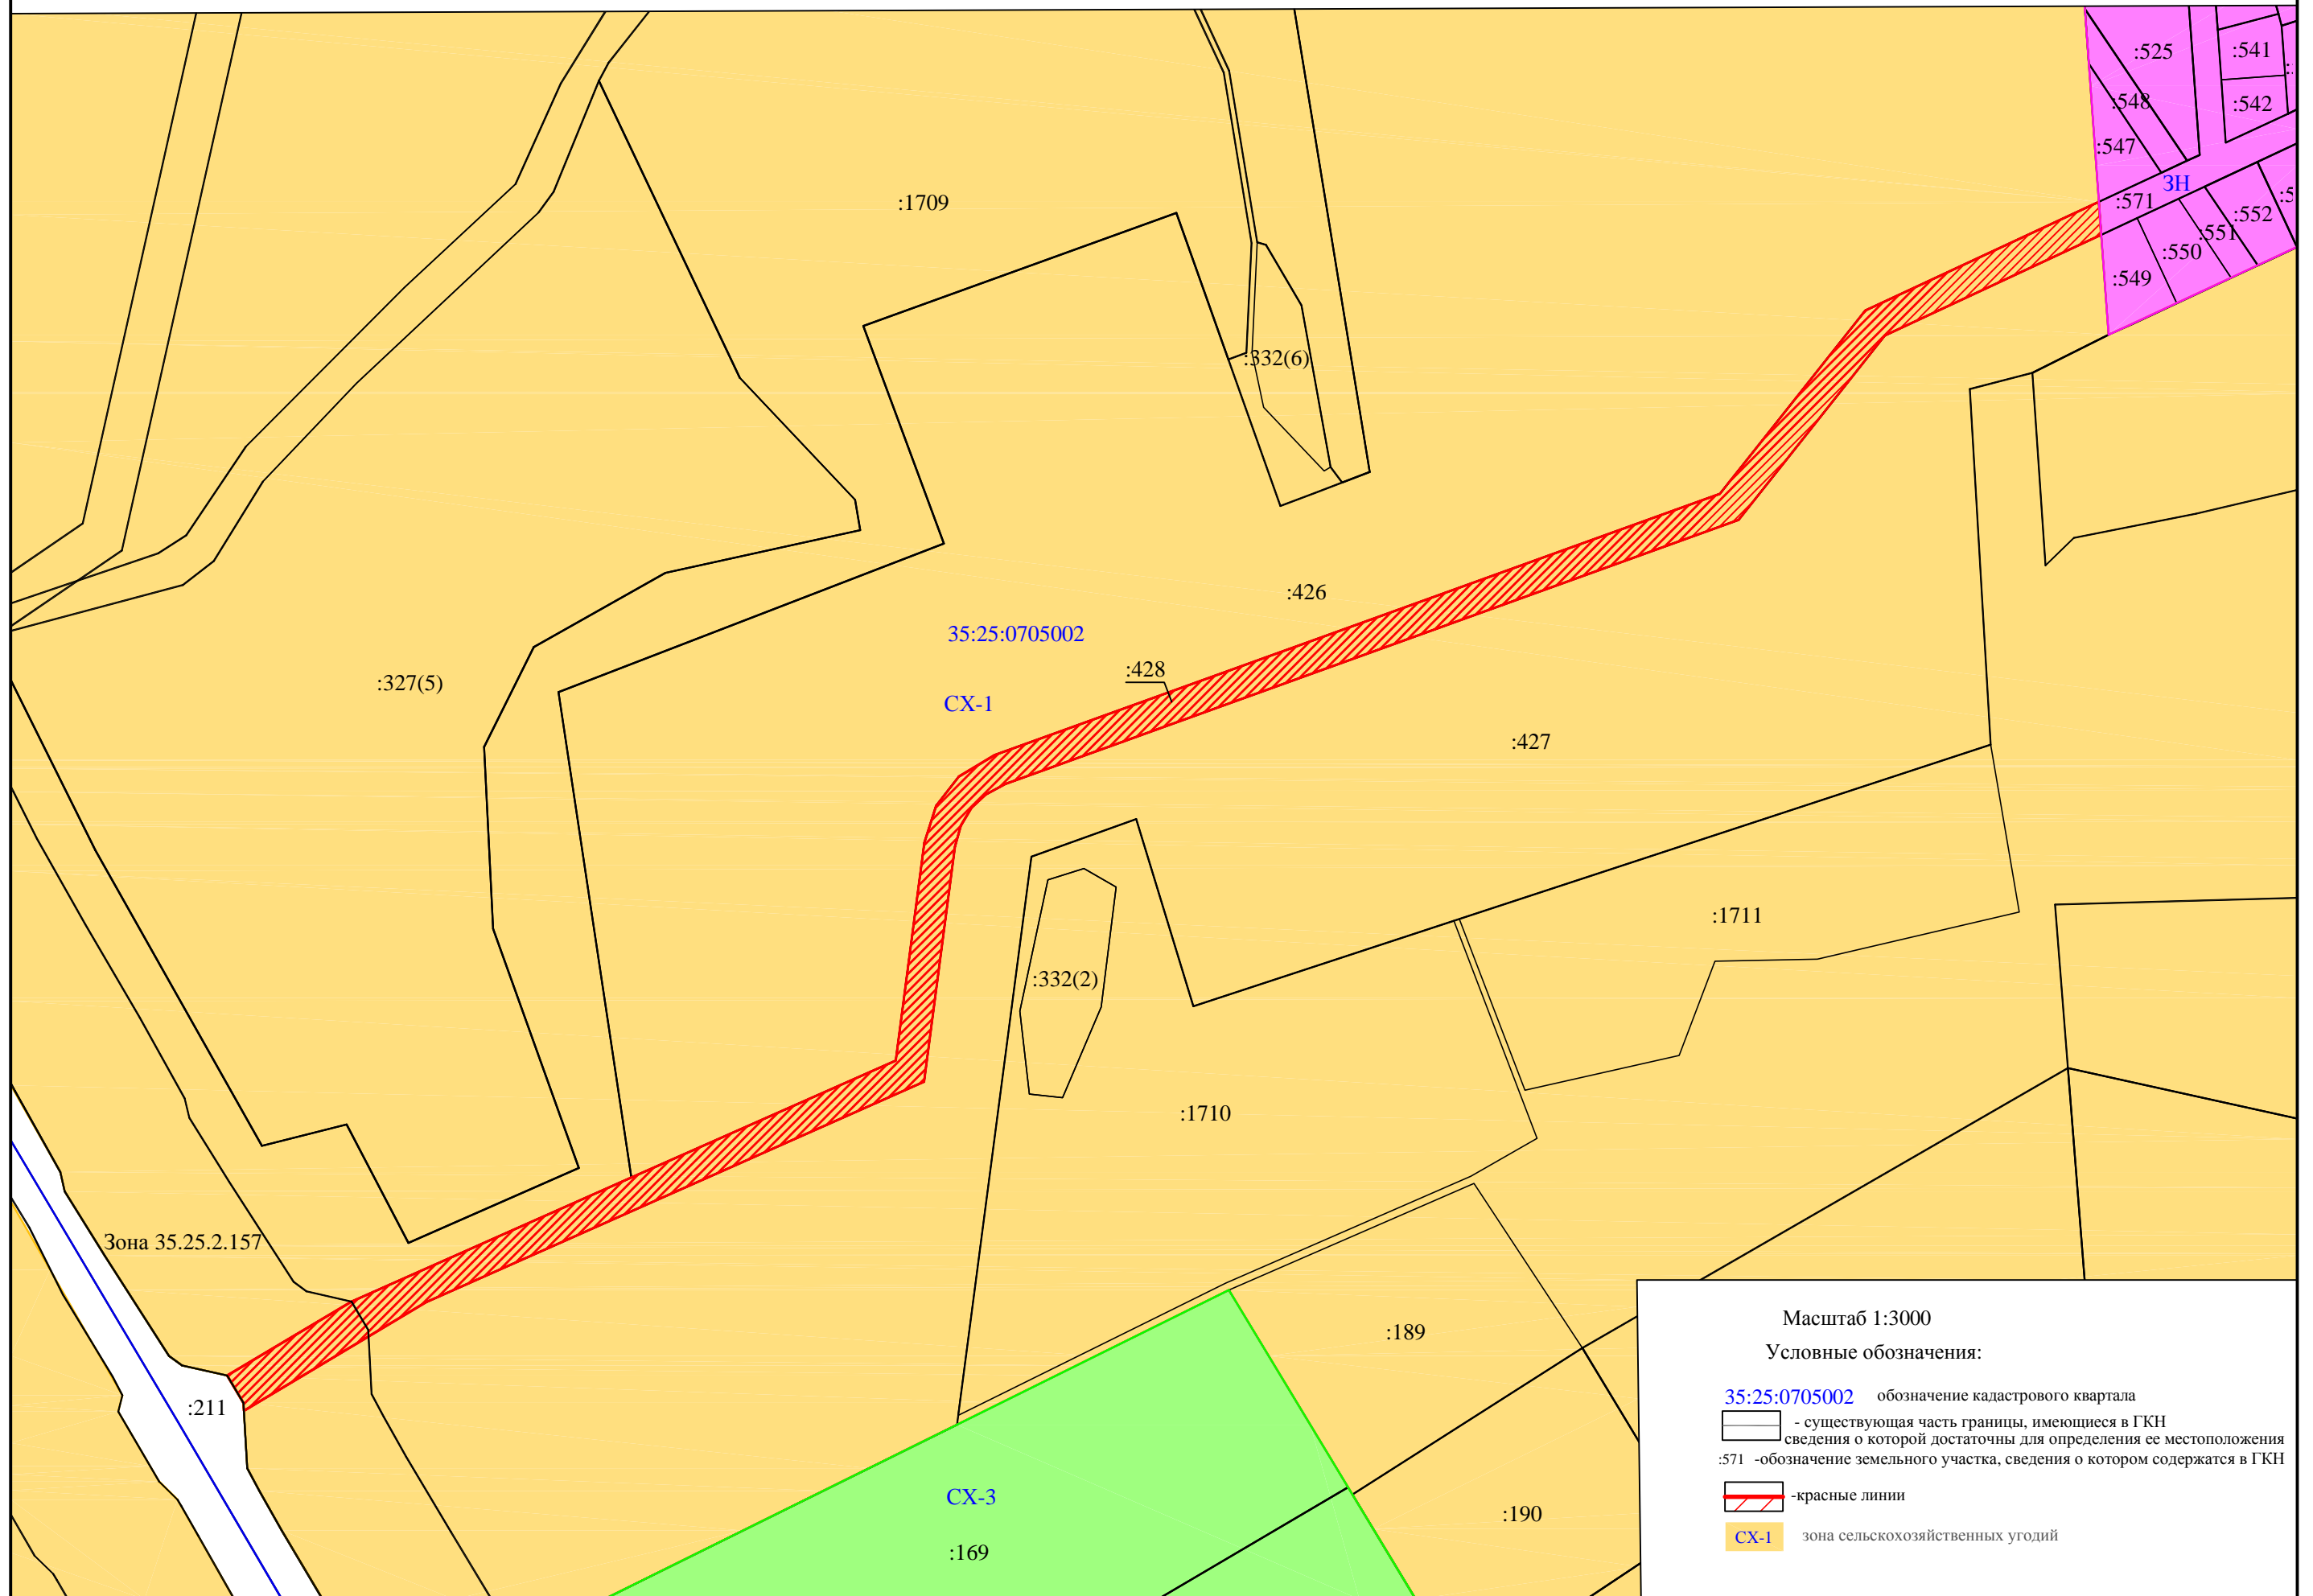 :525
:541
:548
:542
:547
ЗН
:571
:552
:551
:550
:549
:1709
:332(6)
:426
35:25:0705002
:428
:327(5)
СХ-1
:427
:1711
:332(2)
:1710
Зона 35.25.2.157
:189
:211
СХ-3
:190
:169
Масштаб 1:3000
Условные обозначения:
35:25:0705002 обозначение кадастрового квартала
- существующая часть границы, имеющиеся в ГКН
сведения о которой достаточны для определения ее местоположения
:571 -обозначение земельного участка, сведения о котором содержатся в ГКН
-красные линии
СХ-1 зона сельскохозяйственных угодий